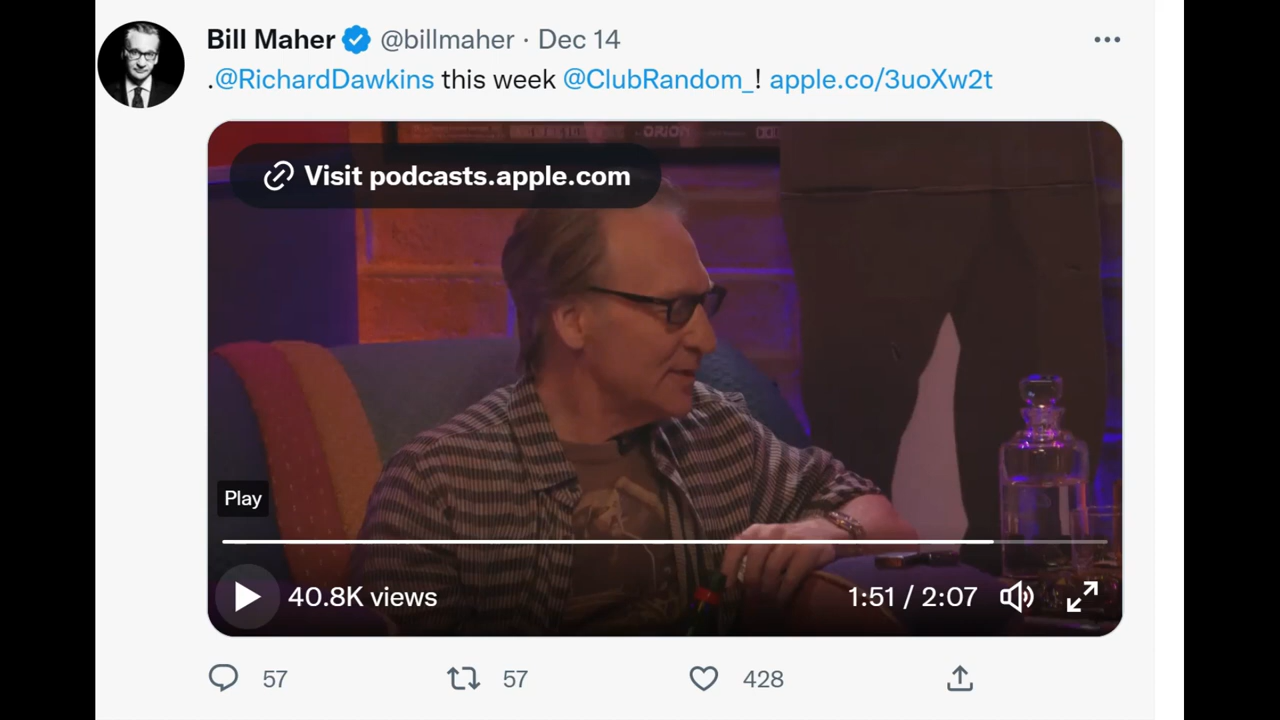 Bill Maher @billmaher · Dec 14
.@RichardDawkins this week @ClubRandom_! apple.co/3uoXw2t
ORION
Visit podcasts.apple.com
Play
40.8K views 1:51 / 2:07
57 57 428